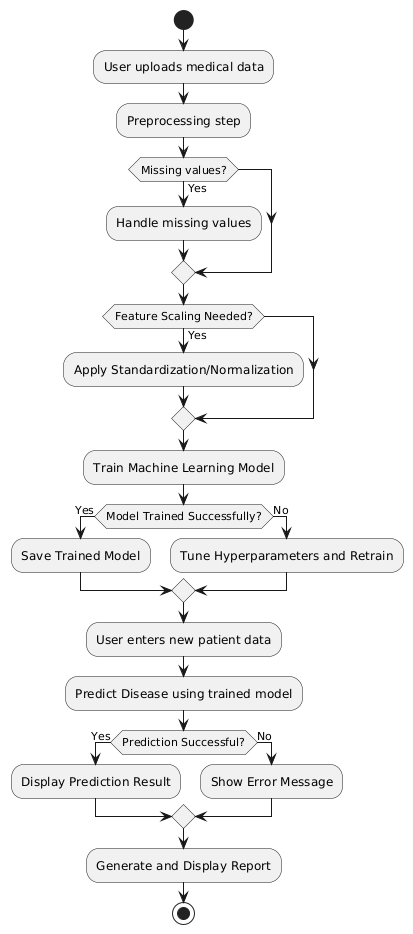 User uploads medical data
Preprocessing step
Missing values?
Yes
Handle missing values
Feature Scaling Needed?
Yes
Apply Standardization/Normalization
Train Machine Learning Model
Yes
Model Trained Successfully?
No
Save Trained Model
Tune Hyperparameters and Retrain
User enters new patient data
Predict Disease using trained model
Yes
Prediction Successful?
No
Display Prediction Result
Show Error Message
Generate and Display Report